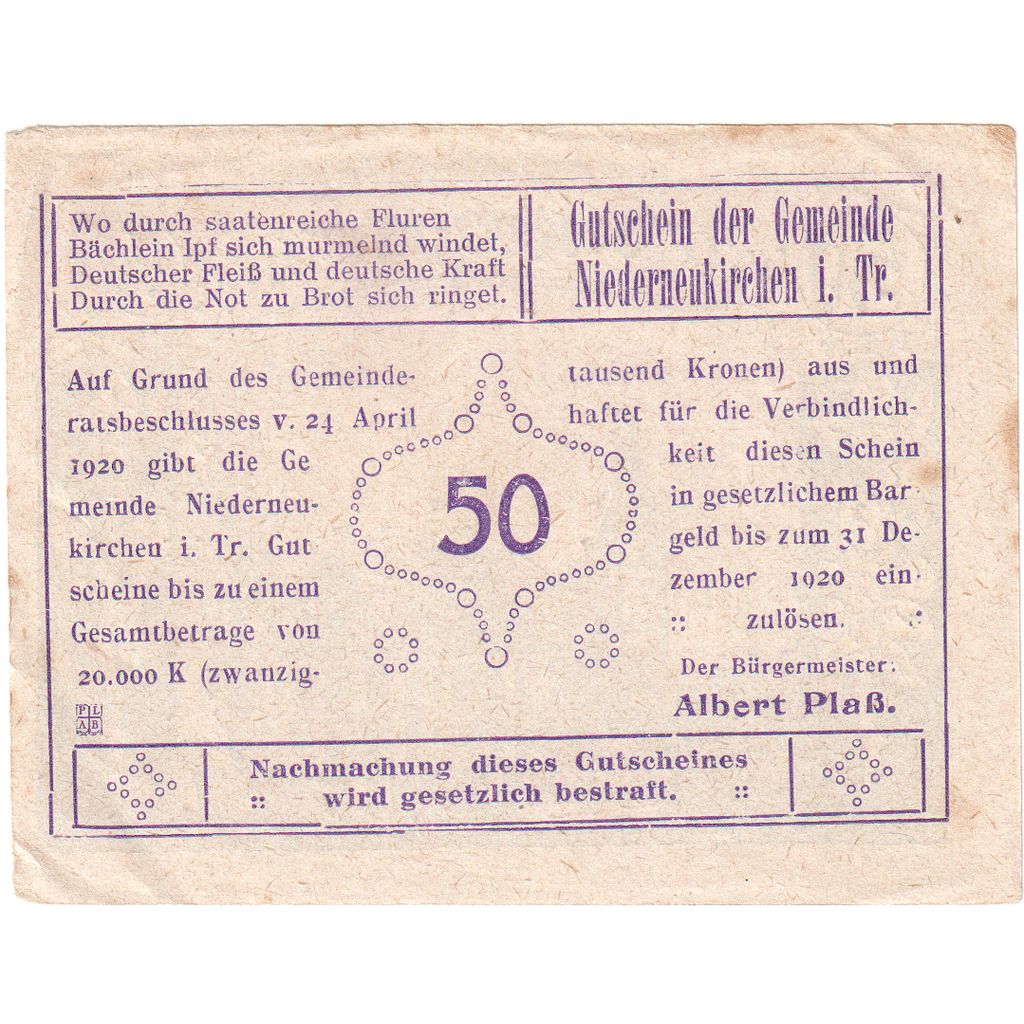 Wo durch saatenreiche Fluren
Bächlein Ipf sich murmelnd windet,
Deutscher Fleiß und deutsche Kraft
Durch die Not zu Brot sich ringet.
Gutschein der Gemeinde
Niederneukirchen i. Tr.
Auf Grund des Gemeinde-
ratsbeschlusses v. 24 April
1920 gibt die Ge
meinde Niederneu-
kirchen i. Tr. Gut
scheine bis zu einem
Gesamtbetrage von
20.000 K (zwanzig-
50
tausend Kronen) aus und
haftet für die Verbindlich-
keit diesen Schein
in gesetzlichem Bar
geld bis zum 31 De-
zember 1920 ein-
:: zulösen. ::
Der Bürgermeister:
Albert Plaß.
PL
AB
Nachmachung dieses Gutscheines
:: wird gesetzlich bestraft. ::